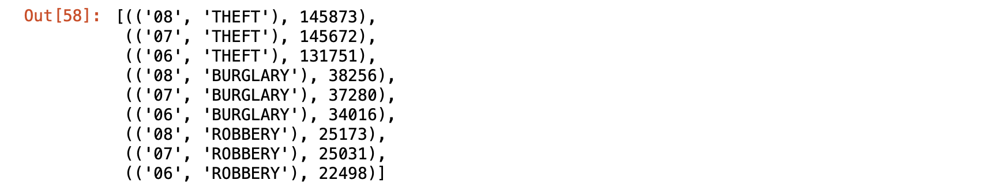 Out[58]: [(('08', 'THEFT'), 145873),
(('07', 'THEFT'), 145672),
(('06', 'THEFT'), 131751),
(('08', 'BURGLARY'), 38256),
(('07', 'BURGLARY'), 37280),
(('06', 'BURGLARY'), 34016),
(('08', 'ROBBERY'), 25173),
(('07', 'ROBBERY'), 25031),
(('06', 'ROBBERY'), 22498)]